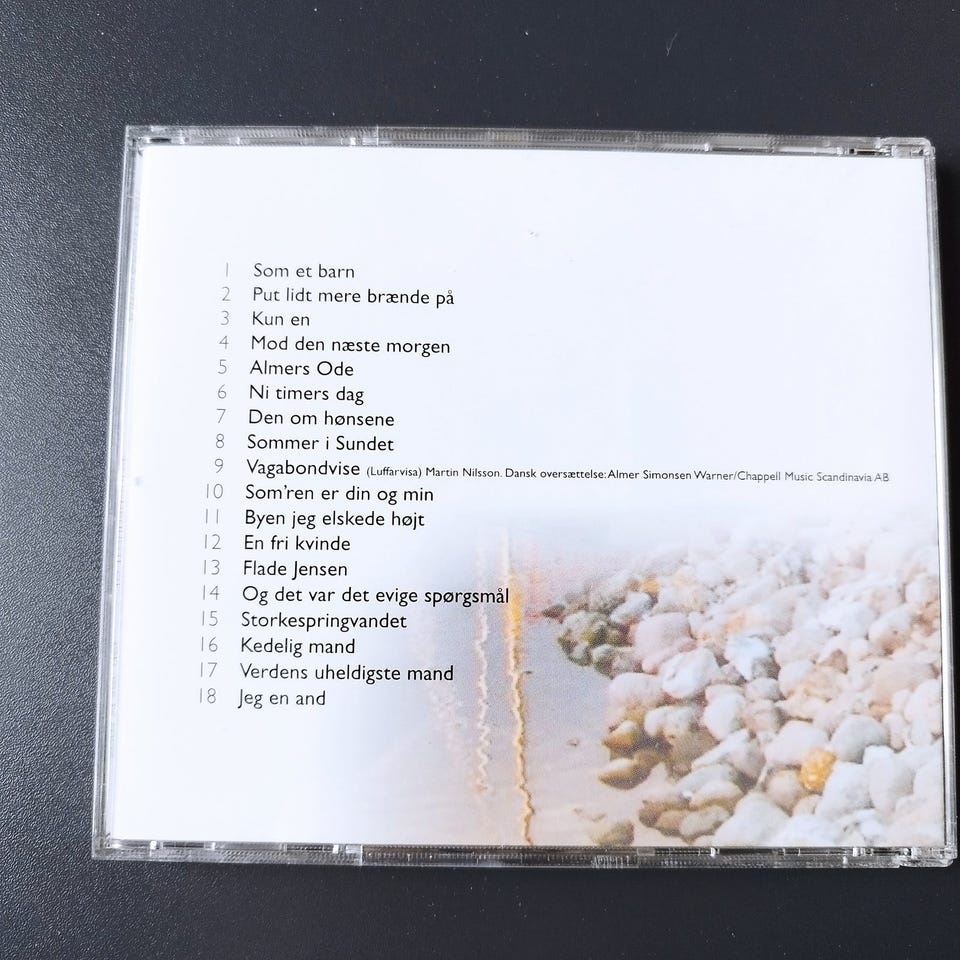 1 Som et barn
2 Put lidt mere brænde på
3 Kun en
4 Mod den næste morgen
5 Almers Ode
6 Ni timers dag
7 Den om hønsene
8 Sommer i Sundet
9 Vagabondvise (Luffarvisa) Martin Nilsson. Dansk oversættelse: Almer Simonsen Warner/Chappell Music Scandinavia AB
10 Som'ren er din og min
11 Byen jeg elskede højt
12 En fri kvinde
13 Flade Jensen
14 Og det var det evige spørgsmål
15 Storkespringvandet
16 Kedelig mand
17 Verdens uheldigste mand
18 Jeg en and